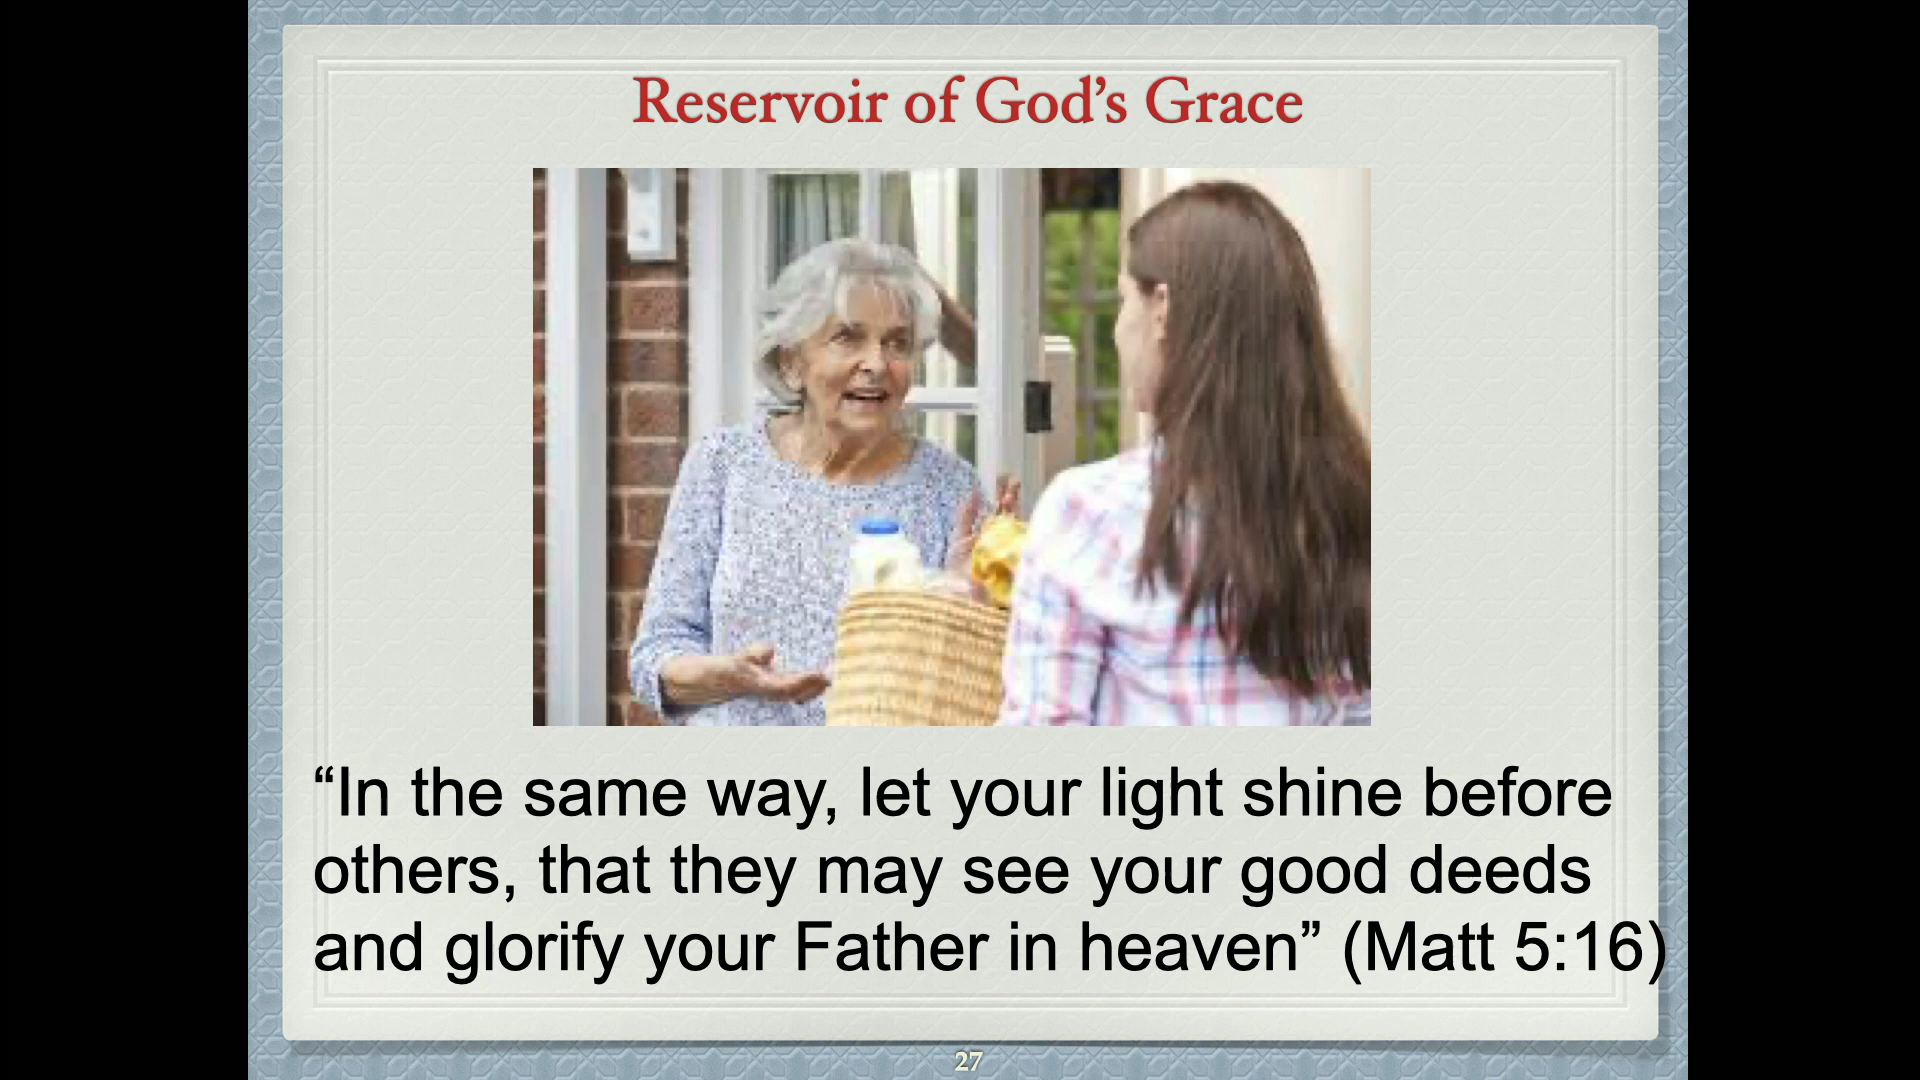 Reservoir of God’s Grace
“In the same way, let your light shine before
others, that they may see your good deeds
and glorify your Father in heaven” (Matt 5:16)
27